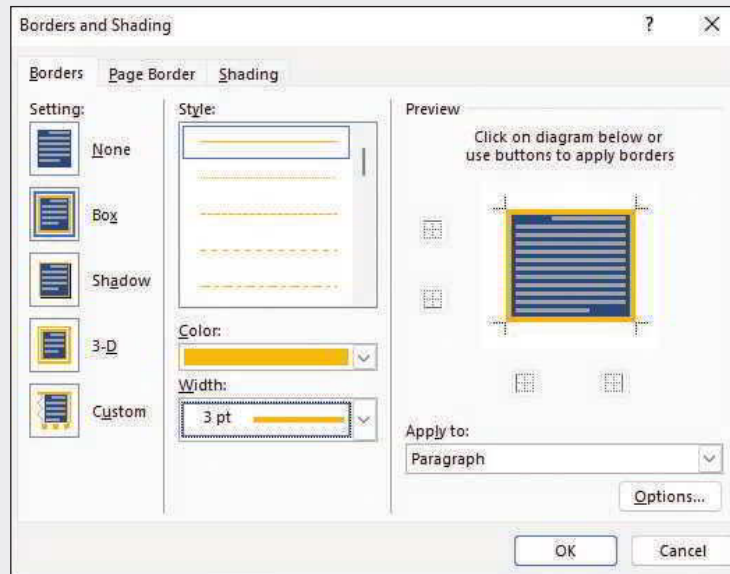 Borders and Shading ?
Borders Page Border Shading
Setting:
None
Box
Shadow
3-D
Custom
Style:
Color:
Width:
3 pt
Preview
Click on diagram below or
use buttons to apply borders
Apply to:
Paragraph
Options...
OK Cancel